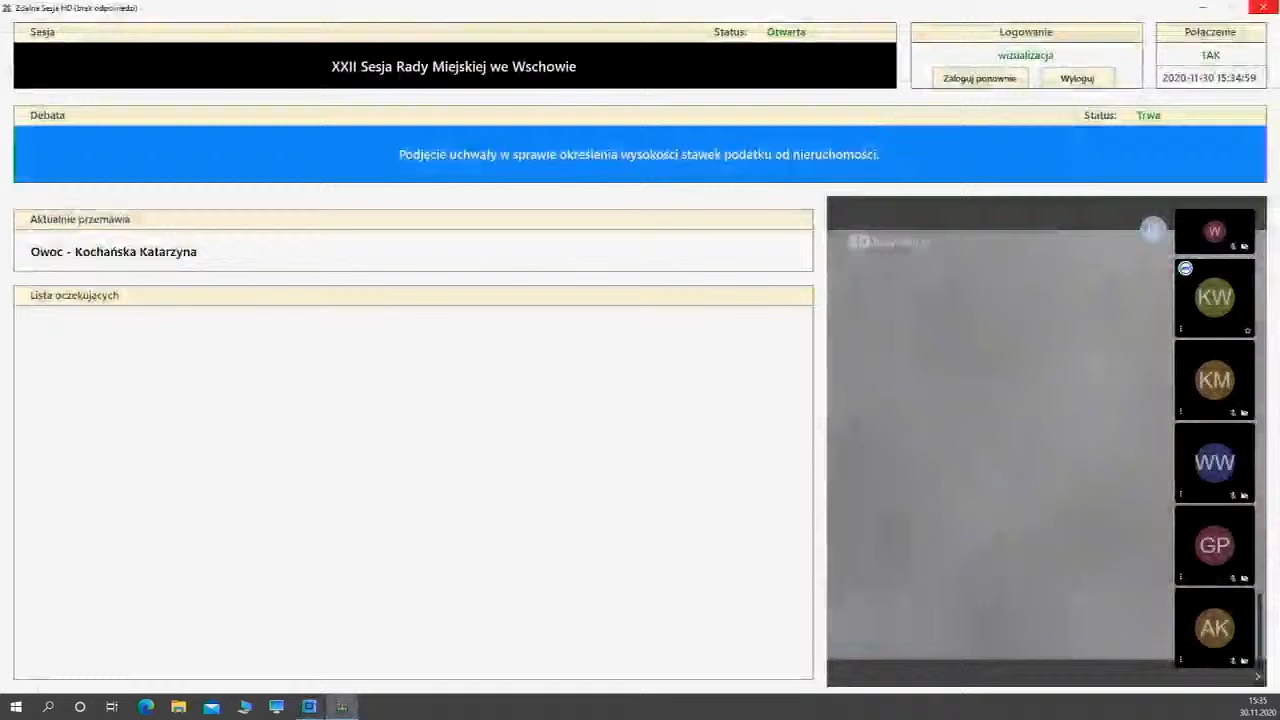 Zdalna Sesja HD (brak odpowiedzi)
Sesja
Status: Otwarta
XXII Sesja Rady Miejskiej we Wschowie
Logowanie
wizualizacja
Zaloguj ponownie
Wyloguj
Połączenie
TAK
2020-11-30 15:34:59
Debata
Status: Trwa
Podjęcie uchwały w sprawie określenia wysokości stawek podatku od nieruchomości.
Aktualnie przemawia
Owoc - Kochańska Katarzyna
Lista oczekujących
W
KW
KM
WW
GP
AK
15:35
30.11.2020